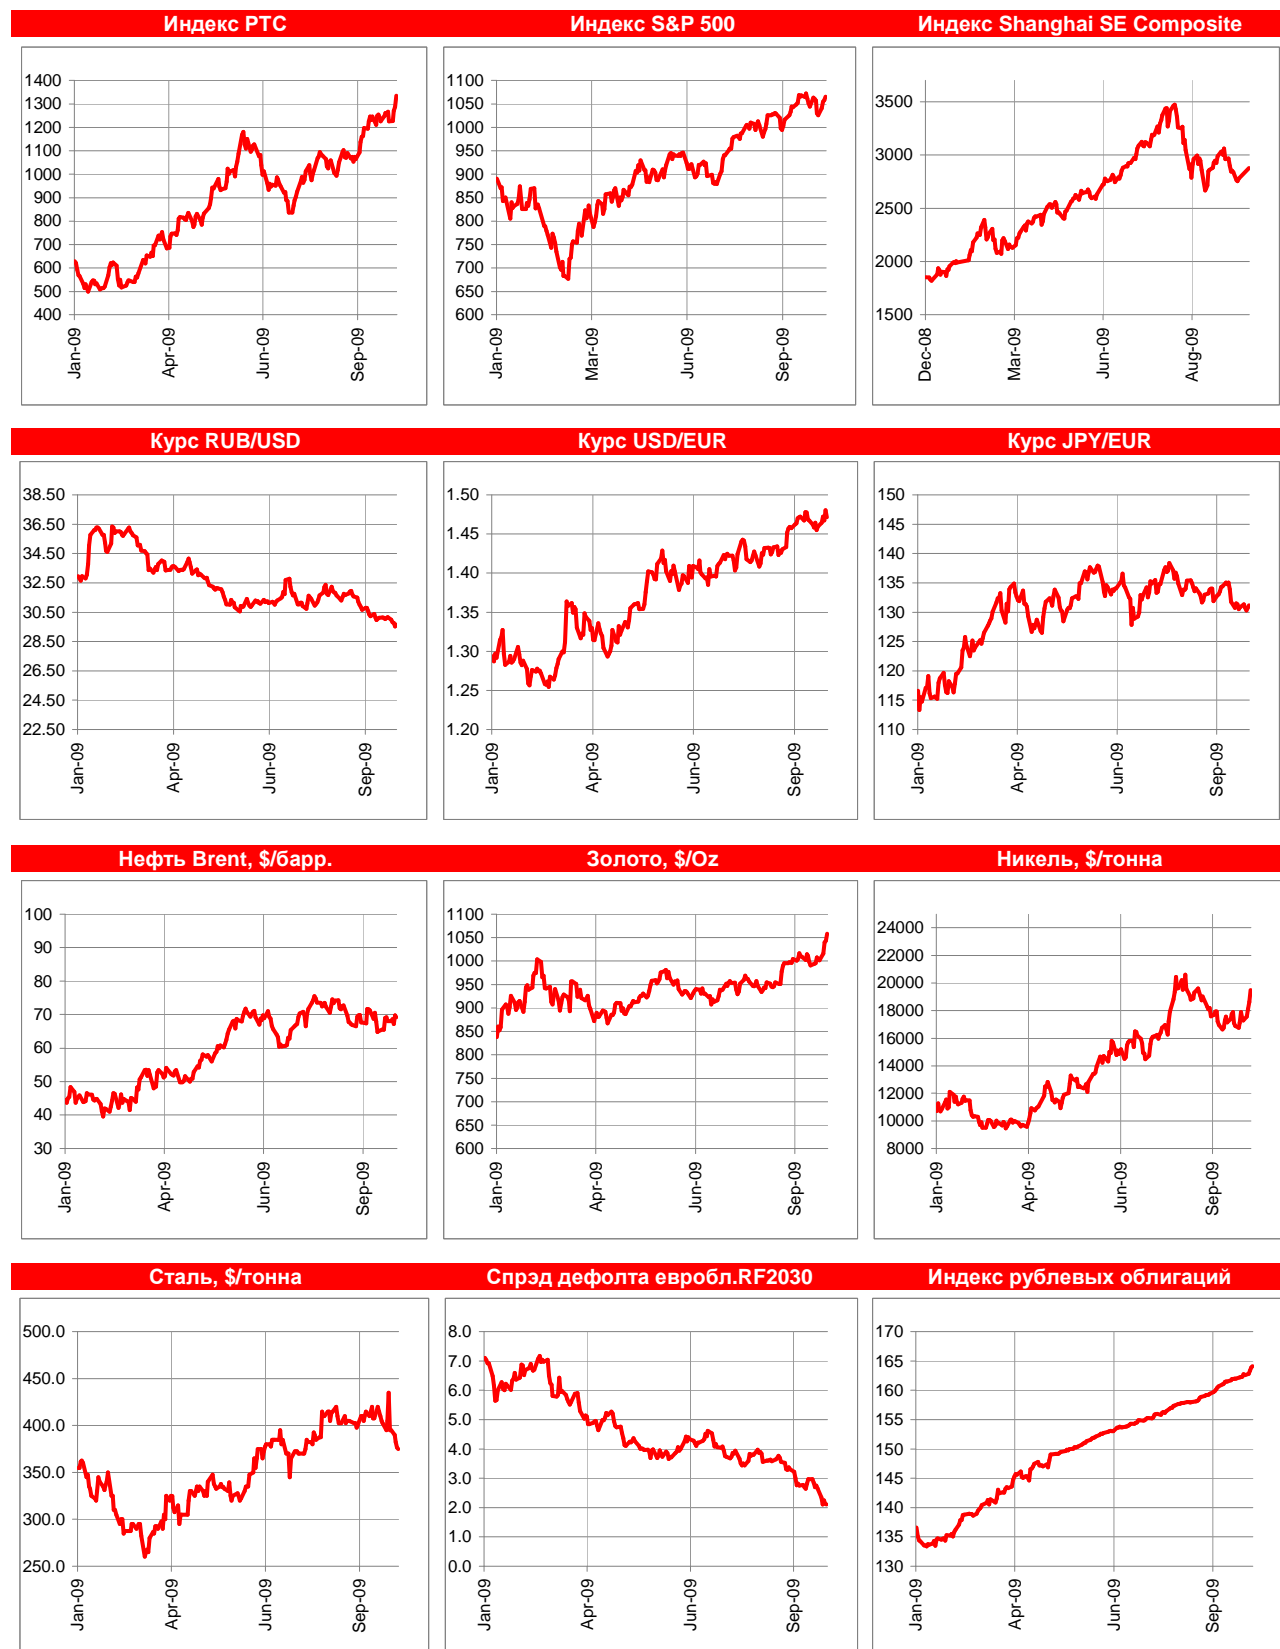 Индекс РТС
1400
1300
1200
1100
1000
900
800
700
600
500
400
Jan-09
Apr-09
Jun-09
Sep-09
Индекс S&P 500
1100
1050
1000
950
900
850
800
750
700
650
600
Jan-09
Mar-09
Jun-09
Sep-09
Индекс Shanghai SE Composite
3500
3000
2500
2000
1500
Dec-08
Mar-09
Jun-09
Aug-09
Курс RUB/USD
38.50
36.50
34.50
32.50
30.50
28.50
26.50
24.50
22.50
Jan-09
Apr-09
Jun-09
Sep-09
Курс USD/EUR
1.50
1.45
1.40
1.35
1.30
1.25
1.20
Jan-09
Apr-09
Jun-09
Sep-09
Курс JPY/EUR
150
145
140
135
130
125
120
115
110
Jan-09
Apr-09
Jun-09
Sep-09
Нефть Brent, $/барр.
100
90
80
70
60
50
40
30
Jan-09
Apr-09
Jun-09
Sep-09
Золото, $/Oz
1100
1050
1000
950
900
850
800
750
700
650
600
Jan-09
Apr-09
Jun-09
Sep-09
Никель, $/тонна
24000
22000
20000
18000
16000
14000
12000
10000
8000
Jan-09
Apr-09
Jun-09
Sep-09
Сталь, $/тонна
500.0
450.0
400.0
350.0
300.0
250.0
Jan-09
Apr-09
Jun-09
Sep-09
Спрэд дефолта евробл.RF2030
8.0
7.0
6.0
5.0
4.0
3.0
2.0
1.0
0.0
Jan-09
Apr-09
Jun-09
Sep-09
Индекс рублевых облигаций
170
165
160
155
150
145
140
135
130
Jan-09
Apr-09
Jun-09
Sep-09